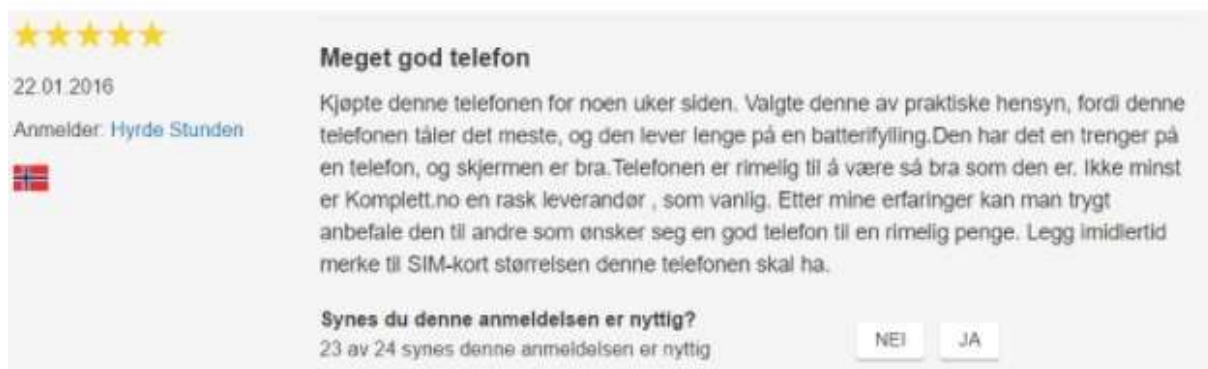 Meget god telefon
22.01.2016
Kjøpte denne telefonen for noen uker siden. Valgte denne av praktiske hensyn, fordi denne
Anmelder: Hyrde Stunden
telefonen tåler det meste, og den lever lenge på en batterifylling.Den har det en trenger på
en telefon, og skjermen er bra.Telefonen er rimelig til å være så bra som den er. Ikke minst
er Komplett.no en rask leverandør , som vanlig. Etter mine erfaringer kan man trygt
anbefale den til andre som ønsker seg en god telefon til en rimelig penge. Legg imidlertid
merke til SIM-kort størrelsen denne telefonen skal ha.
Synes du denne anmeldelsen er nyttig?
23 av 24 synes denne anmeldelsen er nyttig
NEI JA